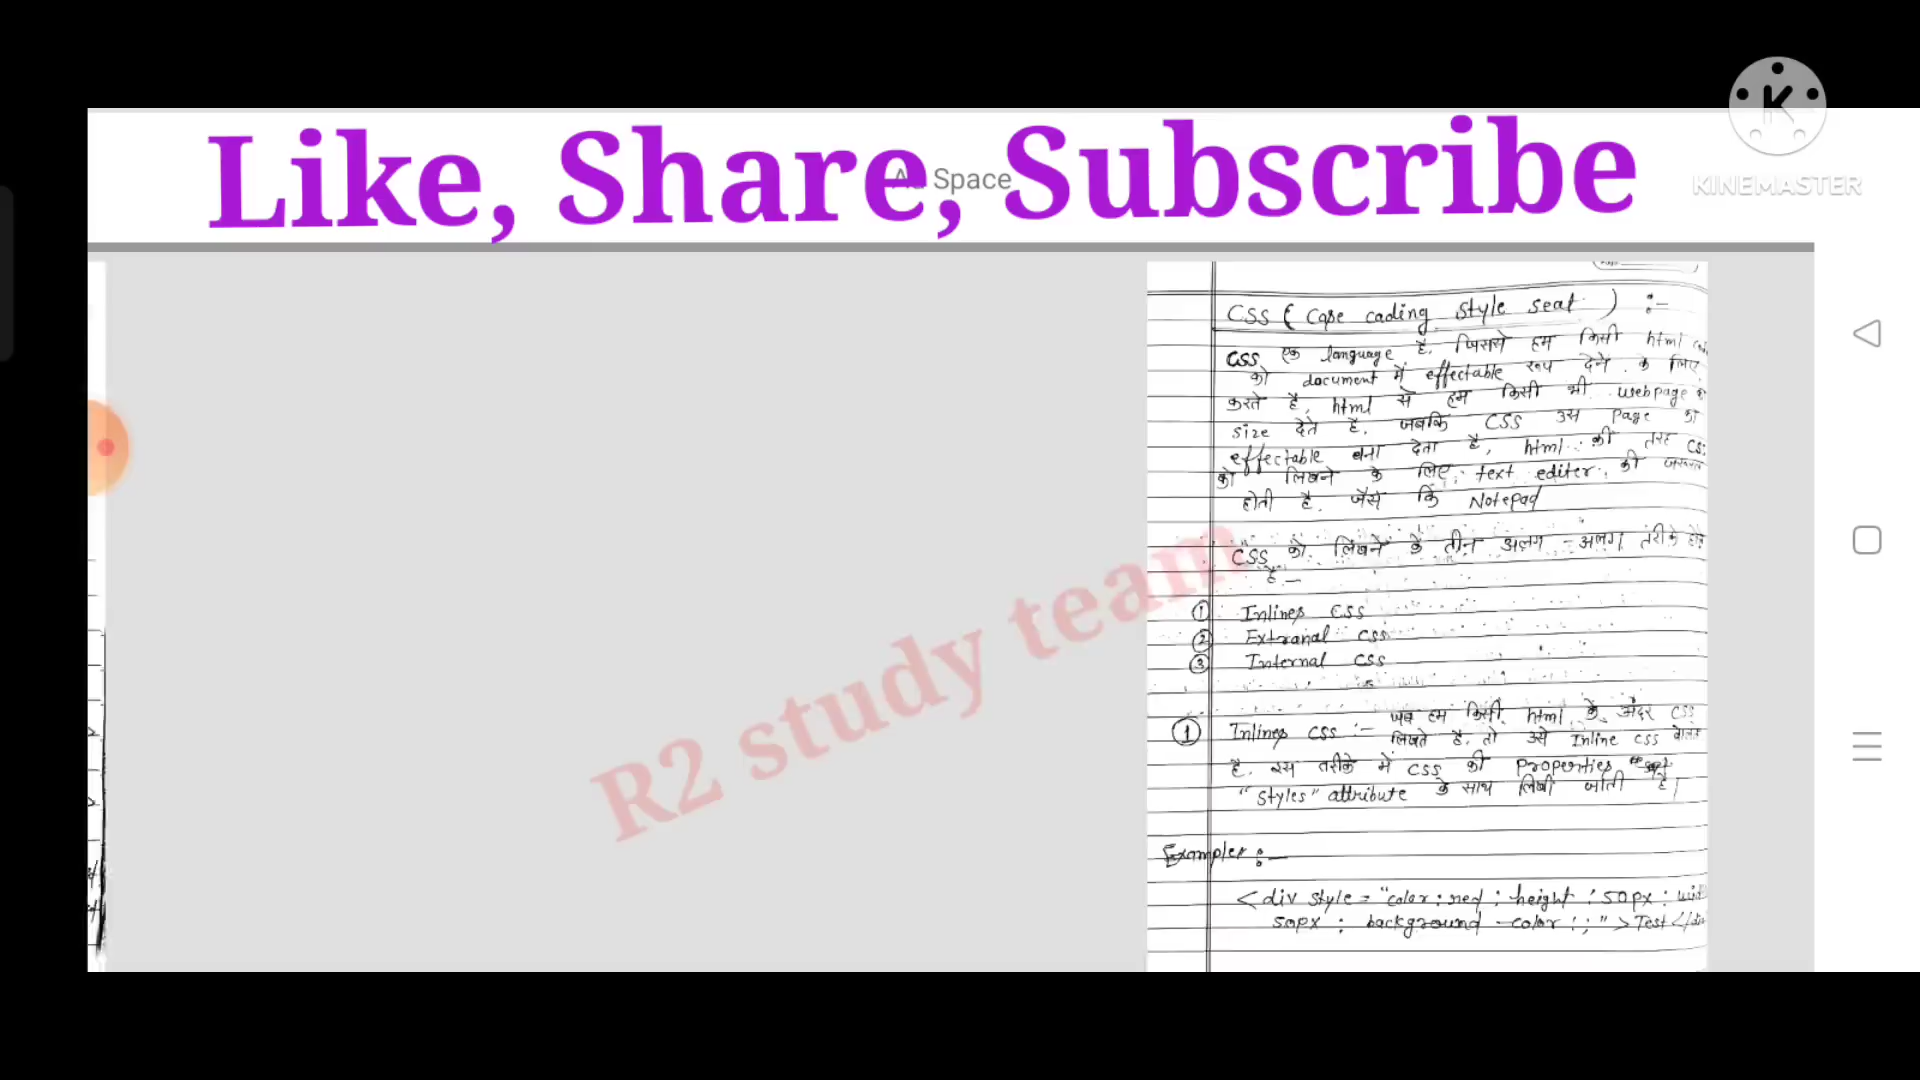 Like, Share, Subscribe
Ad Space
KINEMASTER
R2 study team
CSS ( Case cading Style Seat ) :-
CSS एक language है. जिससे हम किसी html
को document में effectable रूप देने के लिए
करते है, html से हम किसी भी webpage
size देते है. जबकि CSS उस Page को
effectable बना देता है, html की तरह CSS
को लिखने के लिए text editer की
होती है. जैसे कि Notepad
CSS को लिखने के तीन अलग - अलग तरीके होते
है -
① Inlines CSS
② Extranal CSS
③ Internal CSS
① Inlines CSS :- जब हम किसी html के अंदर CSS
लिखते है. तो उसे Inline CSS बोलते
है. इस तरीके में CSS की Properties
"Styles" attribute के साथ लिखी जाती है|
Examples :-
<div style = "color : red ; height : 50px ;
50px ; background - color : ; " > Test </div